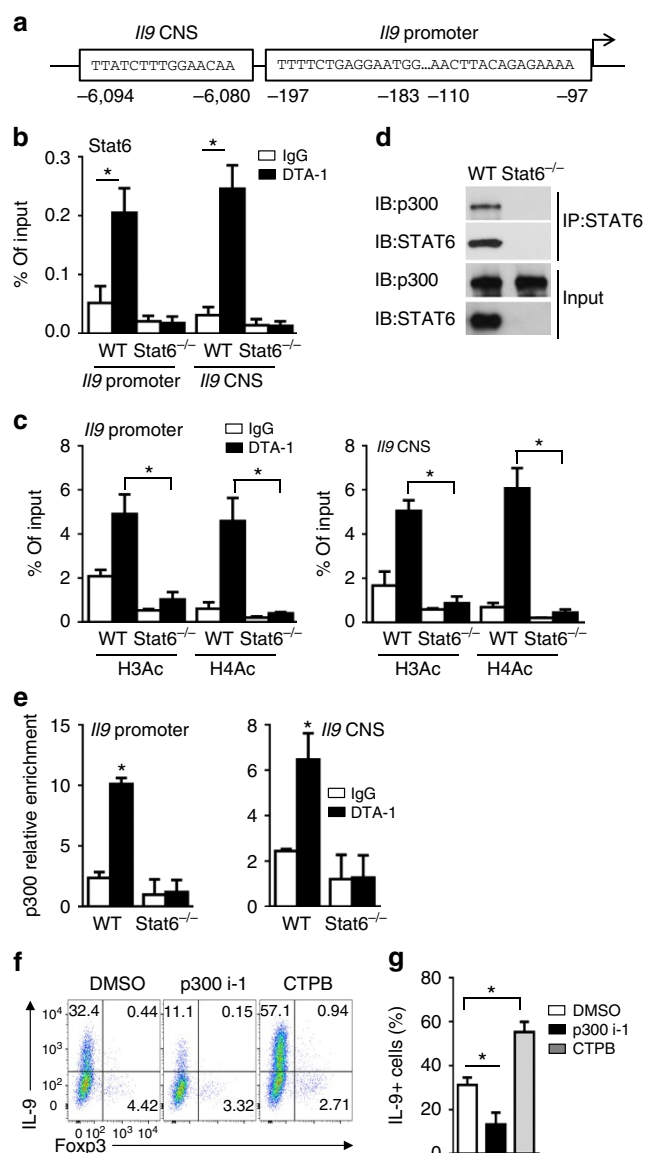 a
Il9 CNS
Il9 promoter
TTATCTTTGGAACAA
TTTTCTGAGGAATGG…AACTTACAGAGAAAA
–6,094
–6,080
–197
–183
–110
–97
b
Stat6
IgG
DTA-1
0.3
0.2
0.1
0.0
% Of input
*
*
WT Stat6–/–
WT Stat6–/–
Il9 promoter
Il9 CNS
d
WT Stat6–/–
IB:p300
IB:STAT6
IP:STAT6
IB:p300
IB:STAT6
Input
c
Il9 promoter
IgG
DTA-1
8
6
4
2
0
% Of input
*
*
WT Stat6–/–
WT Stat6–/–
H3Ac
H4Ac
Il9 CNS
8
6
4
2
0
% Of input
*
*
WT Stat6–/–
WT Stat6–/–
H3Ac
H4Ac
e
Il9 promoter
15
10
5
0
p300 relative enrichment
*
WT
Stat6–/–
Il9 CNS
8
6
4
2
0
*
IgG
DTA-1
WT
Stat6–/–
f
DMSO
p300 i-1
CTPB
32.4
0.44
4.42
11.1
0.15
3.32
57.1
0.94
2.71
10⁴
10³
10²
0
IL-9
0 10² 10³ 10⁴
Foxp3
g
80
60
40
20
0
IL-9+ cells (%)
*
*
DMSO
p300 i-1
CTPB